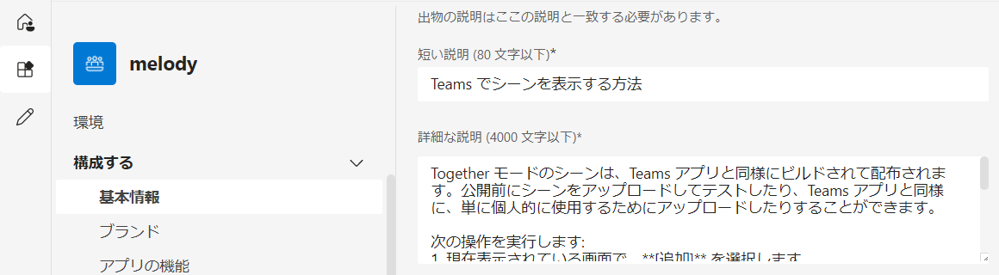 melody
環境
構成する
基本情報
ブランド
アプリの機能
出物の説明はここの説明と一致する必要があります。
短い説明 (80 文字以下)*
Teams でシーンを表示する方法
詳細な説明 (4000 文字以下)*
Together モードのシーンは、Teams アプリと同様にビルドされて配布されま
す。公開前にシーンをアップロードしてテストしたり、Teams アプリと同様
に、単に個人的に使用するためにアップロードしたりすることができます。
次の操作を実行します:
1. 現在表示されている画面で、**[追加]** を選択します